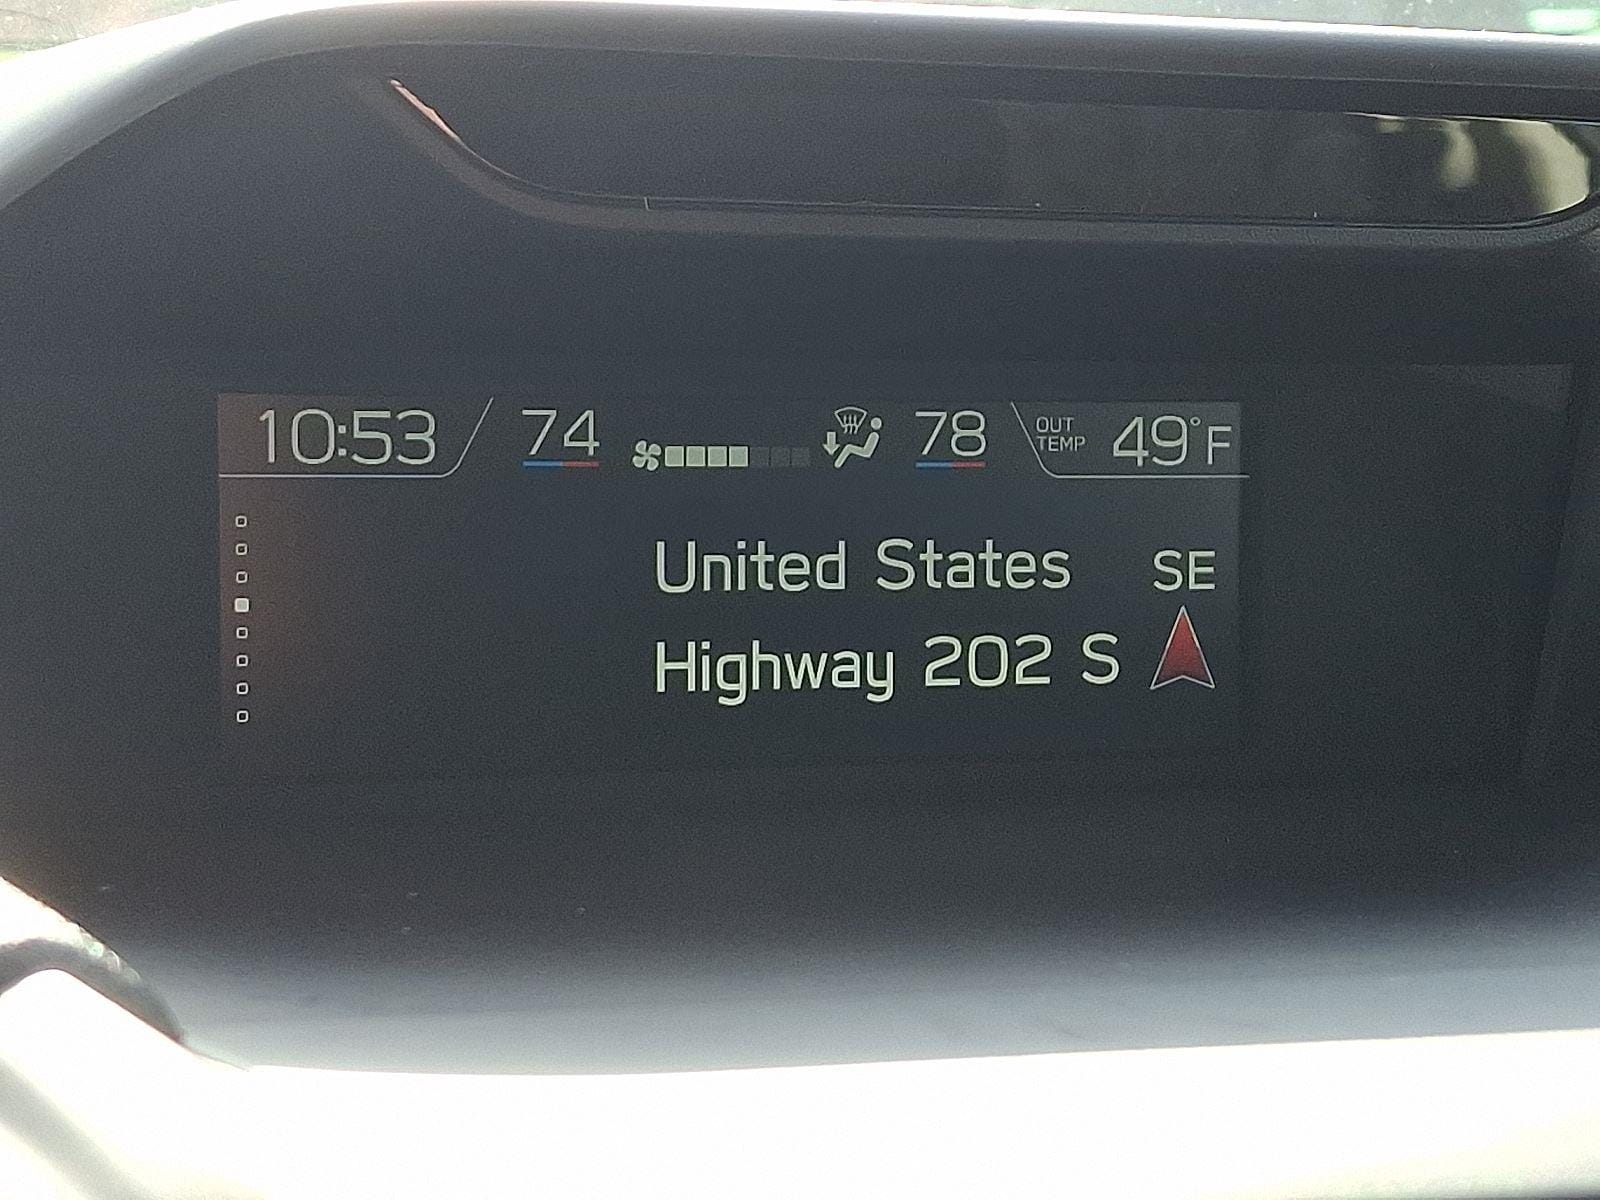 10:53 74 78 OUT TEMP 49°F
United States SE
Highway 202 S